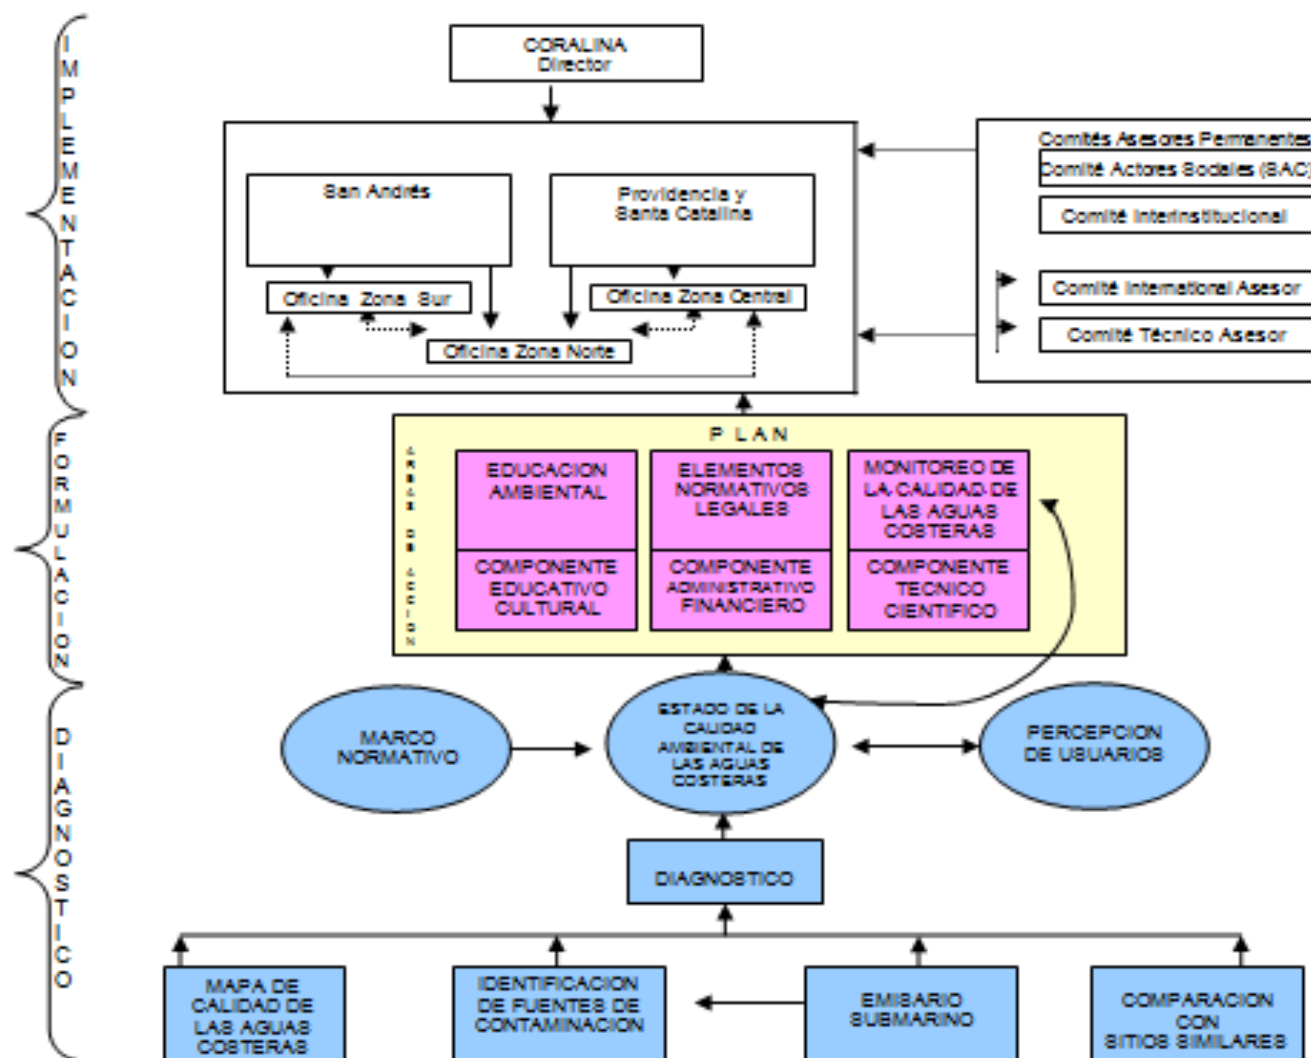 IMPLEMENTACION
CORALINA
Director
San Andrés
Providencia y
Santa Catalina
Oficina Zona Sur
Oficina Zona Central
Oficina Zona Norte
Comités Asesores Permanentes
Comité Actores Sociales (SAC)
Comité Interinstitucional
Comité International Asesor
Comité Técnico Asesor
FORMULACION
PLAN
AREAS DE ACCION
EDUCACION
AMBIENTAL
ELEMENTOS
NORMATIVOS
LEGALES
MONITOREO DE
LA CALIDAD DE
LAS AGUAS
COSTERAS
COMPONENTE
EDUCATIVO
CULTURAL
COMPONENTE
ADMINISTRATIVO
FINANCIERO
COMPONENTE
TECNICO
CIENTIFICO
DIAGNOSTICO
MARCO
NORMATIVO
ESTADO DE LA
CALIDAD
AMBIENTAL DE
LAS AGUAS
COSTERAS
PERCEPCION
DE USUARIOS
DIAGNOSTICO
MAPA DE
CALIDAD DE
LAS AGUAS
COSTERAS
IDENTIFICACION
DE FUENTES DE
CONTAMINACION
EMISARIO
SUBMARINO
COMPARACION
CON
SITIOS SIMILARES